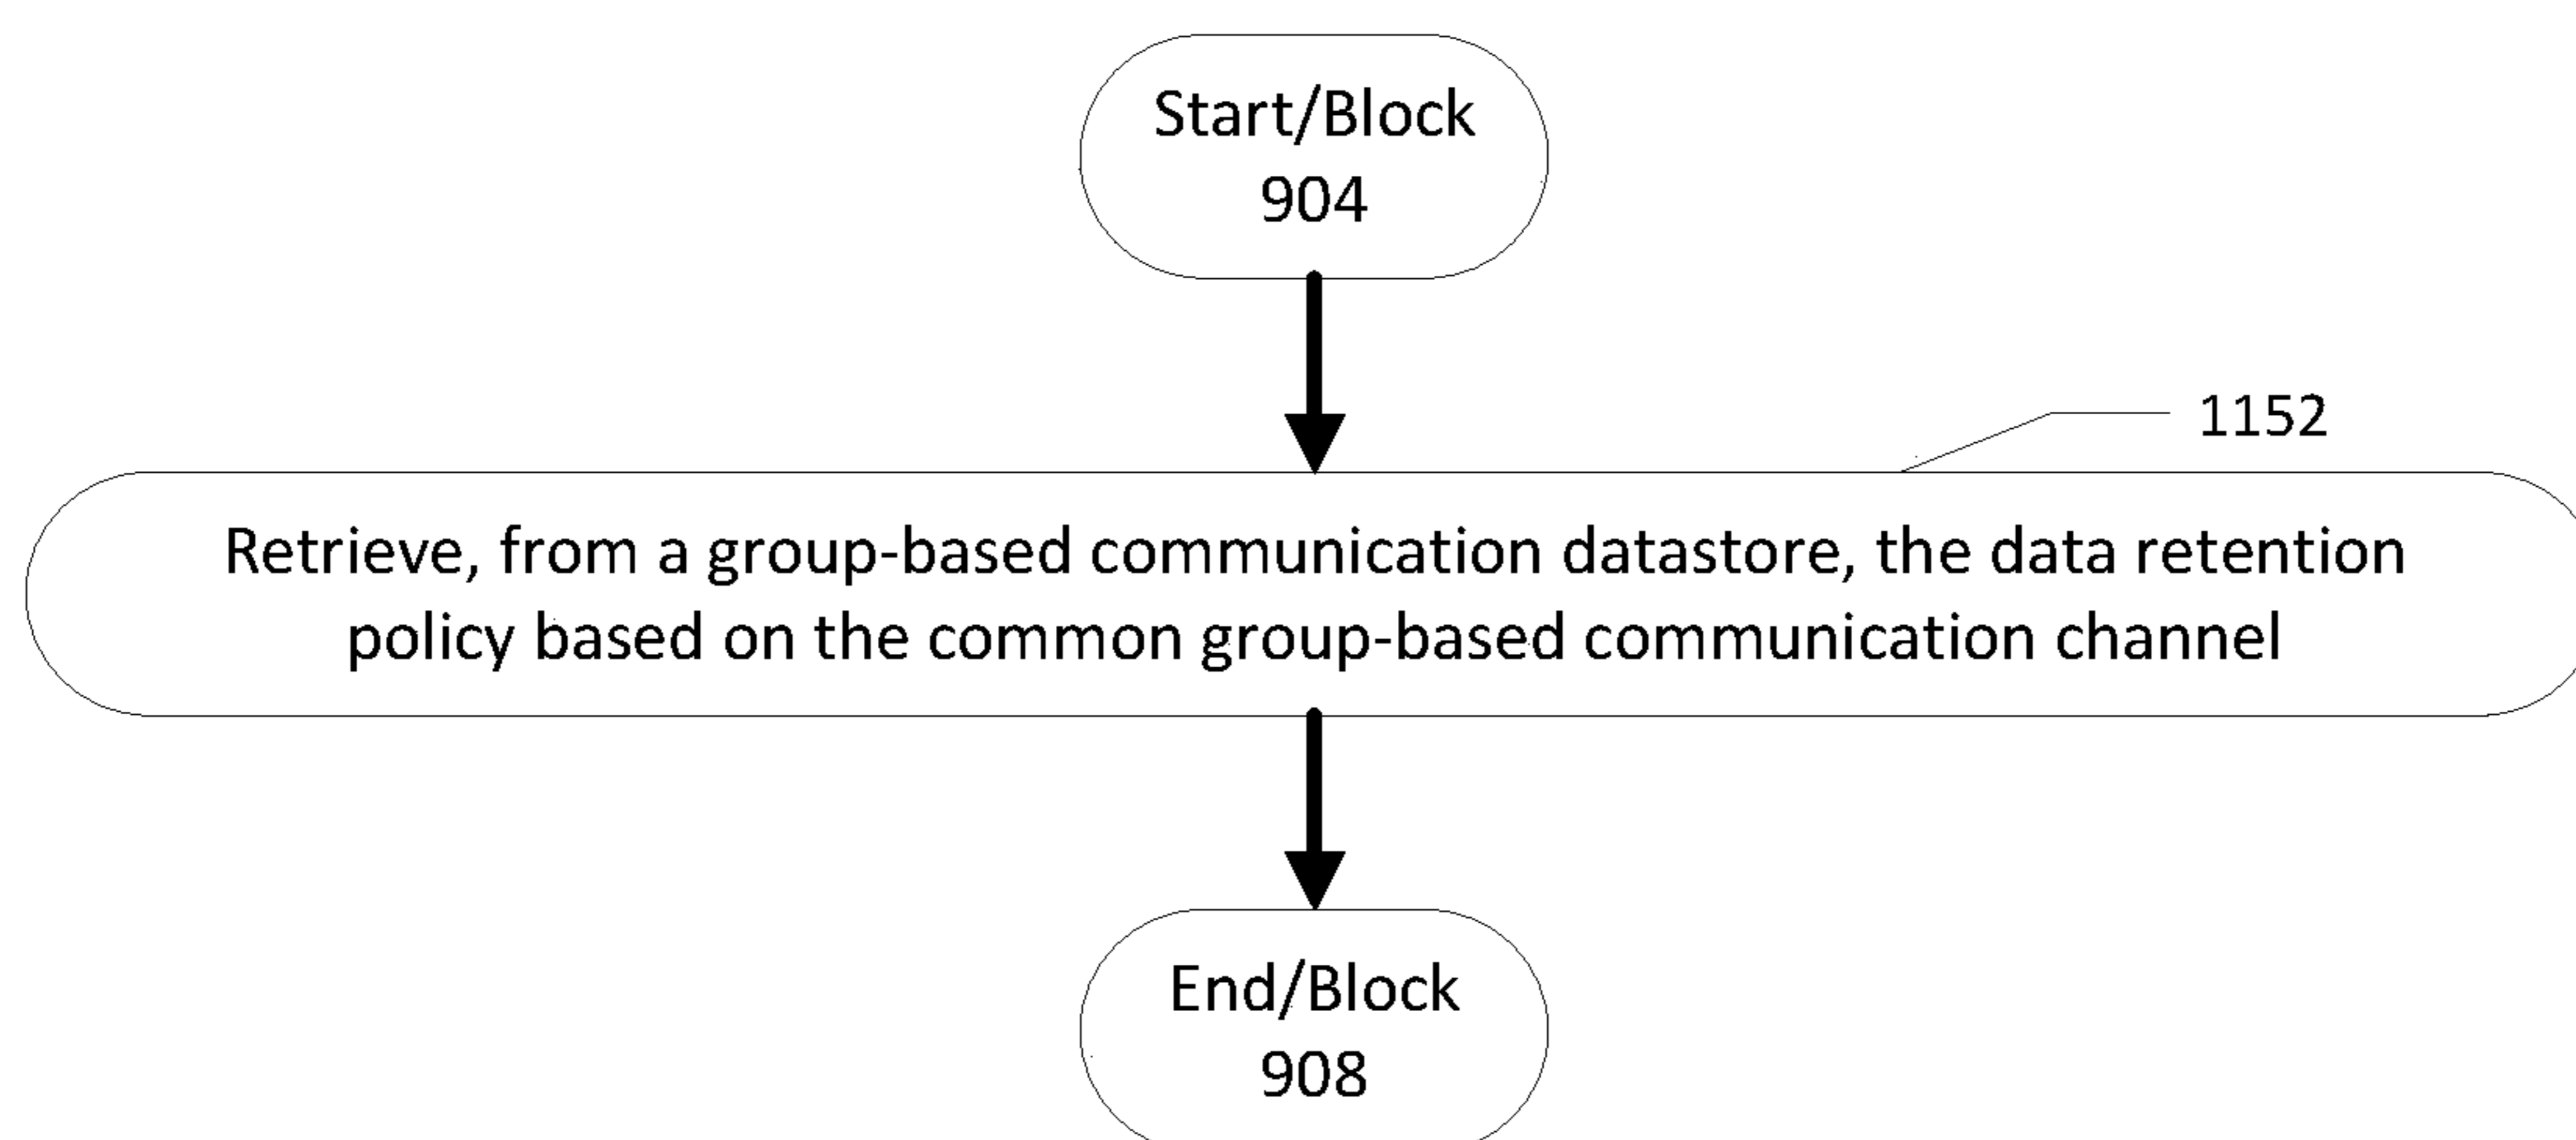 Start/Block
904
1152
Retrieve, from a group-based communication datastore, the data retention
policy based on the common group-based communication channel
End/Block
908